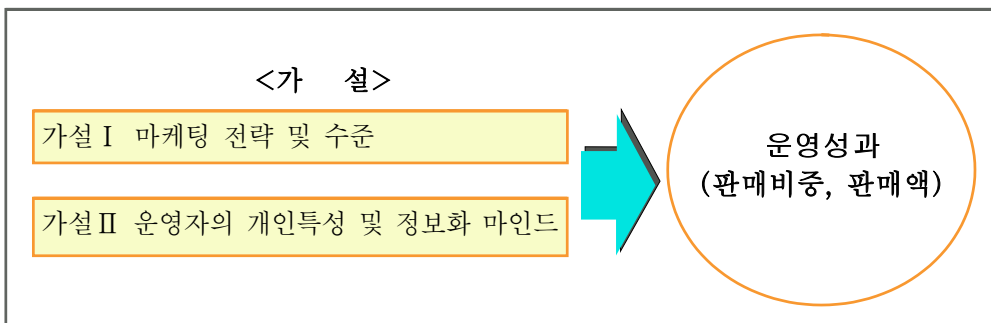 <가 설>
가설Ⅰ 마케팅 전략 및 수준
가설Ⅱ 운영자의 개인특성 및 정보화 마인드
운영성과
(판매비중, 판매액)